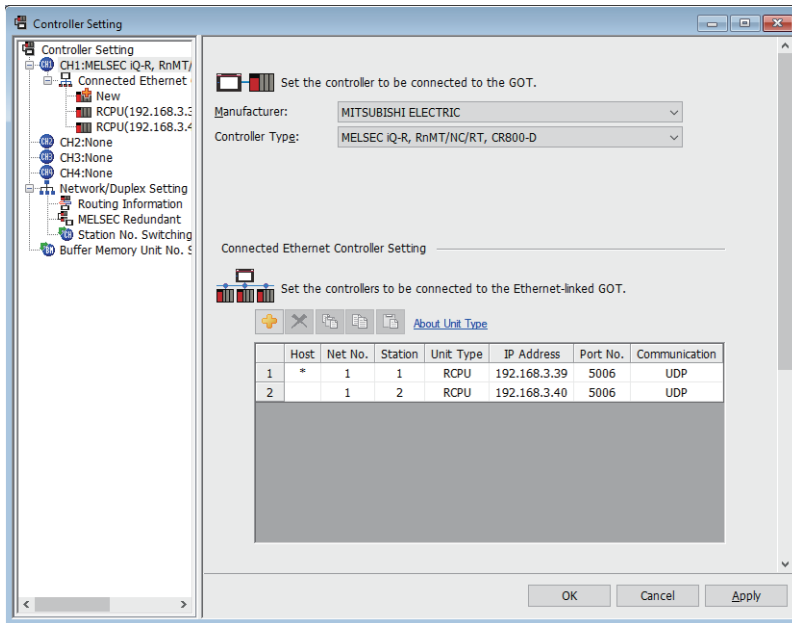 Controller Setting
Controller Setting
CH1:MELSEC iQ-R, RnMT/
Connected Ethernet
New
RCPU(192.168.3.3
RCPU(192.168.3.4
CH2:None
CH3:None
CH4:None
Network/Duplex Setting
Routing Information
MELSEC Redundant
Station No. Switching
Buffer Memory Unit No. S
Set the controller to be connected to the GOT.
Manufacturer: MITSUBISHI ELECTRIC
Controller Type: MELSEC iQ-R, RnMT/NC/RT, CR800-D
Connected Ethernet Controller Setting
Set the controllers to be connected to the Ethernet-linked GOT.
About Unit Type
Host Net No. Station Unit Type IP Address Port No. Communication
1 * 1 1 RCPU 192.168.3.39 5006 UDP
2 1 2 RCPU 192.168.3.40 5006 UDP
OK Cancel Apply